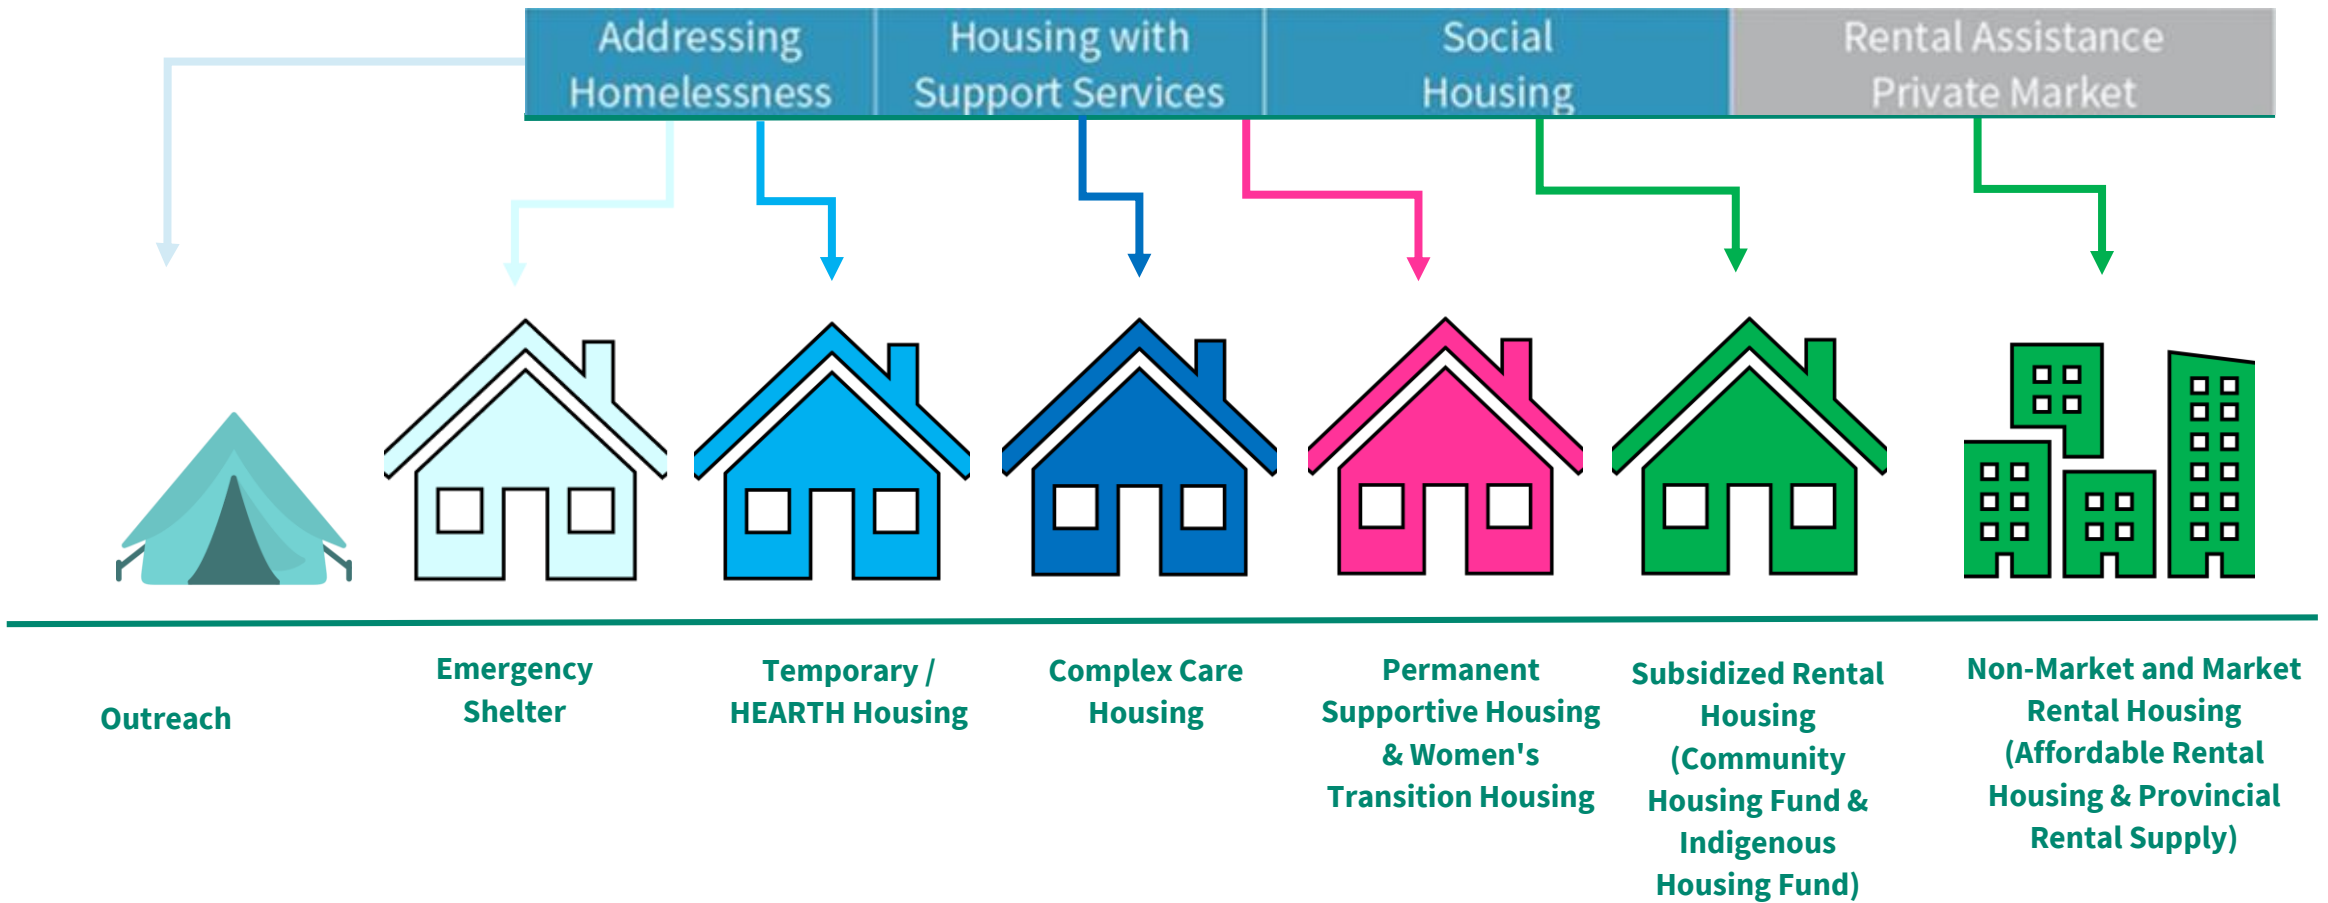 Addressing
Homelessness
Housing with
Support Services
Social
Housing
Rental Assistance
Private Market
Outreach
Emergency
Shelter
Temporary /
HEARTH Housing
Complex Care
Housing
Permanent
Supportive Housing
& Women's
Transition Housing
Subsidized Rental
Housing
(Community
Housing Fund &
Indigenous
Housing Fund)
Non-Market and Market
Rental Housing
(Affordable Rental
Housing & Provincial
Rental Supply)